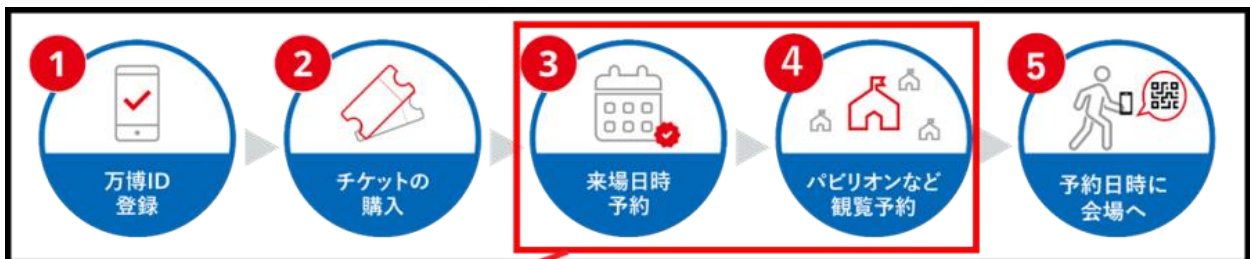 1
万博ID
登録
2
チケットの
購入
3
来場日時
予約
4
パビリオンなど
観覧予約
5
予約日時に
会場へ